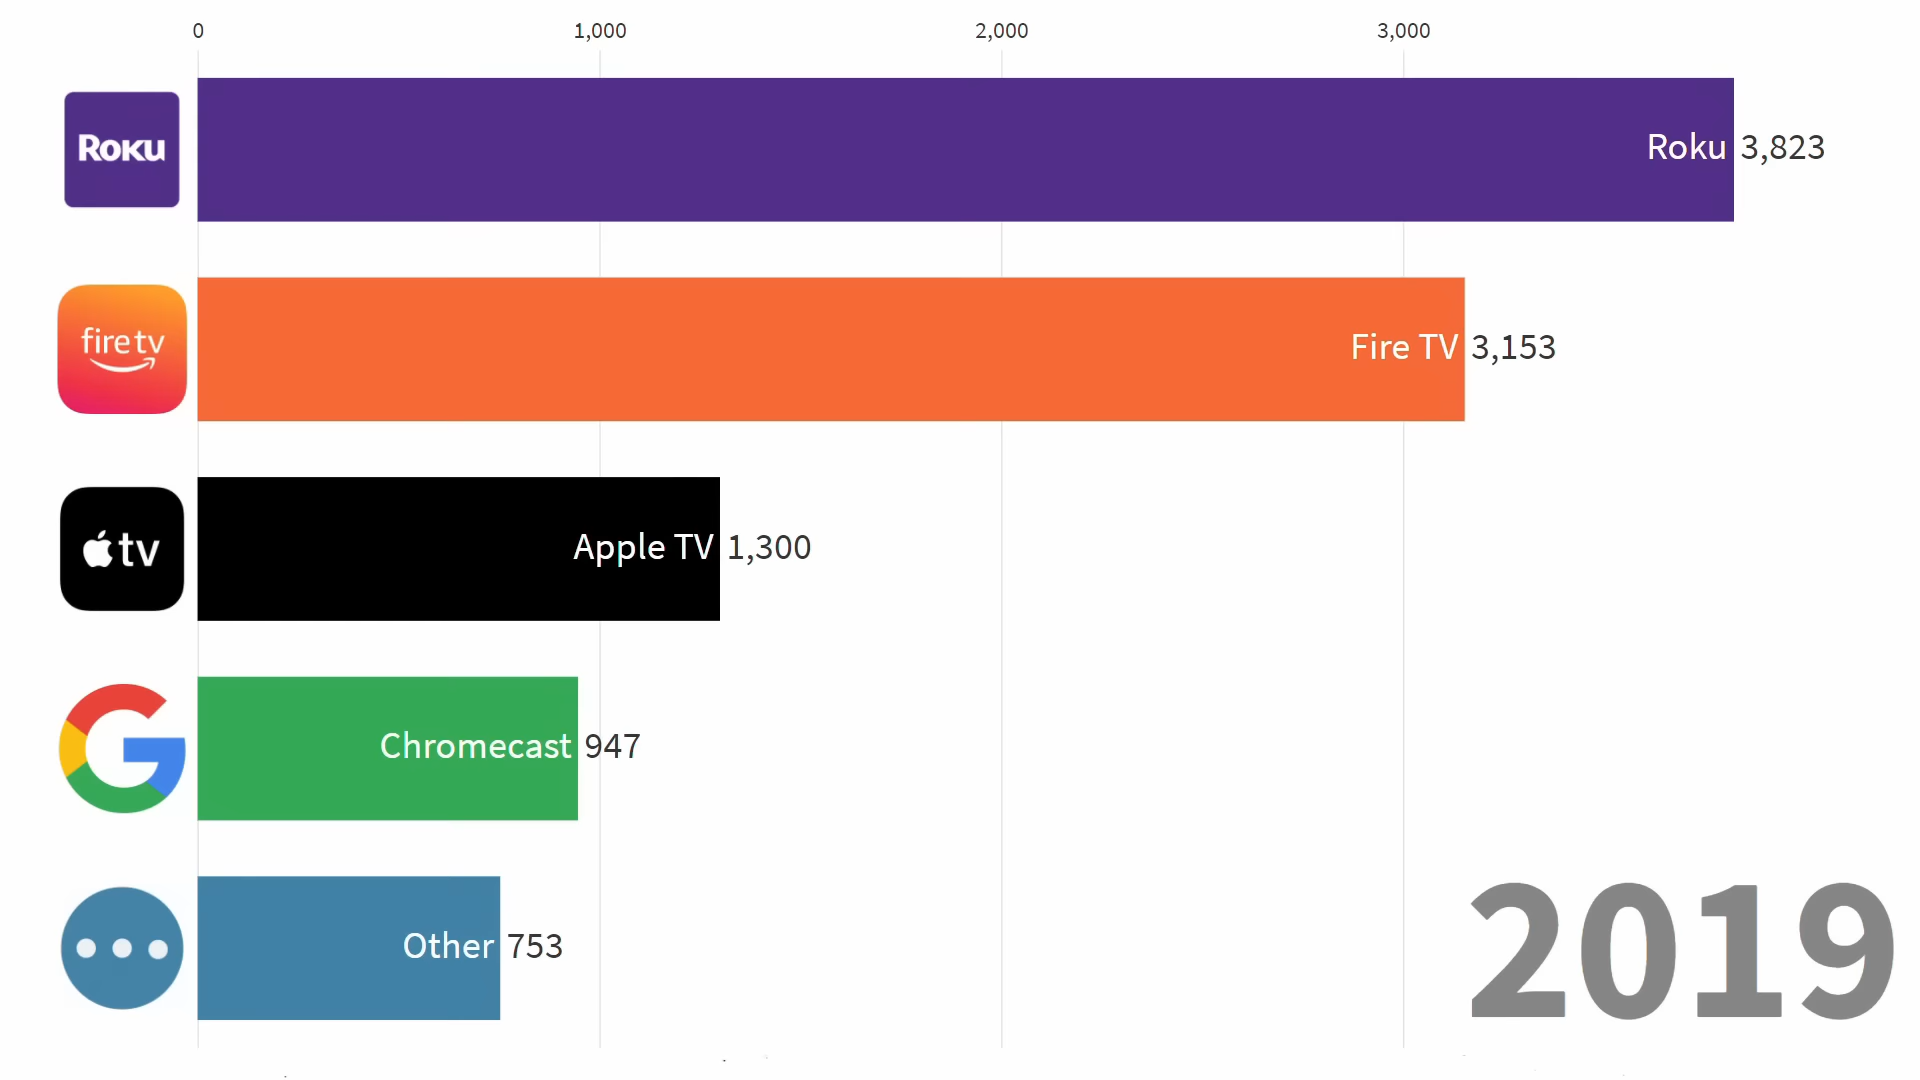 0 1,000 2,000 3,000
Roku Roku 3,823
fire tv Fire TV 3,153
tv Apple TV 1,300
G Chromecast 947
Other 753
2019